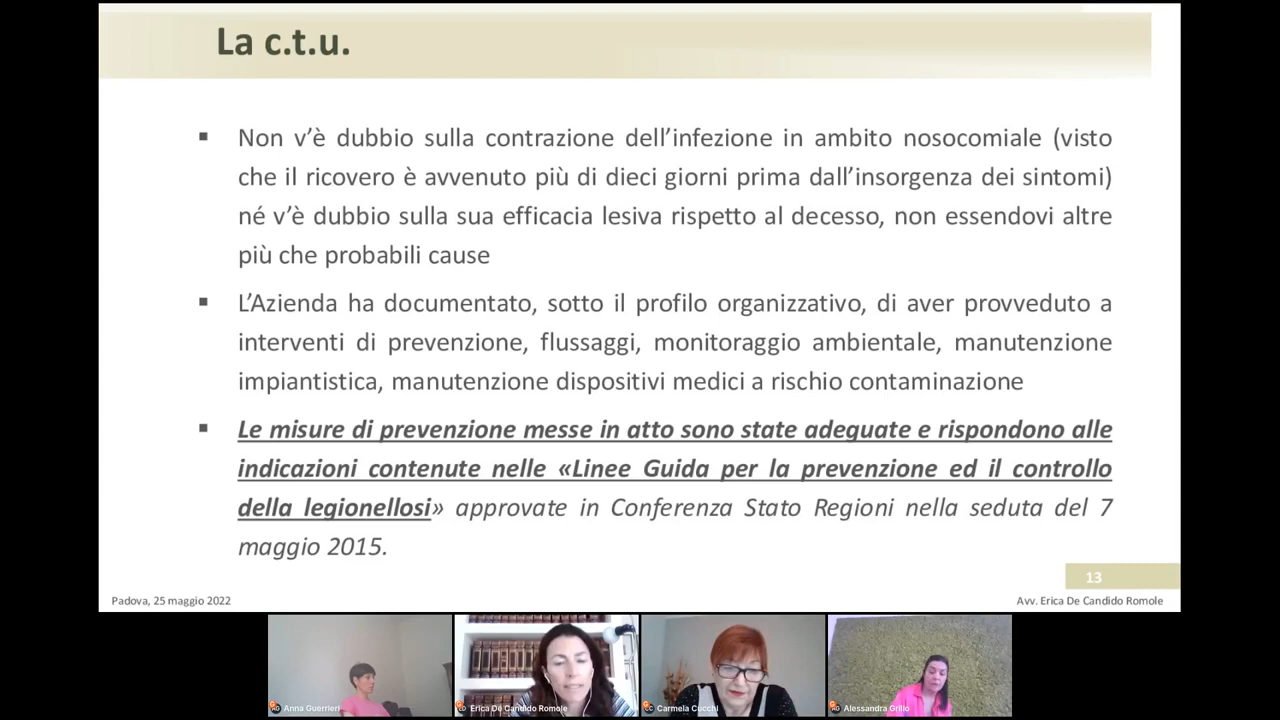 La c.t.u.
Non v'è dubbio sulla contrazione dell'infezione in ambito nosocomiale (visto
che il ricovero è avvenuto più di dieci giorni prima dall'insorgenza dei sintomi)
né v'è dubbio sulla sua efficacia lesiva rispetto al decesso, non essendovi altre
più che probabili cause
L'Azienda ha documentato, sotto il profilo organizzativo, di aver provveduto a
interventi di prevenzione, flussaggi, monitoraggio ambientale, manutenzione
impiantistica, manutenzione dispositivi medici a rischio contaminazione
Le misure di prevenzione messe in atto sono state adeguate e rispondono alle
indicazioni contenute nelle «Linee Guida per la prevenzione ed il controllo
della legionellosi» approvate in Conferenza Stato Regioni nella seduta del 7
maggio 2015.
13
Padova, 25 maggio 2022
Avv. Erica De Candido Romole
Anna Guerrieri
Erica De Candido Romole
Carmela Cucchi
Alessandra Grillo